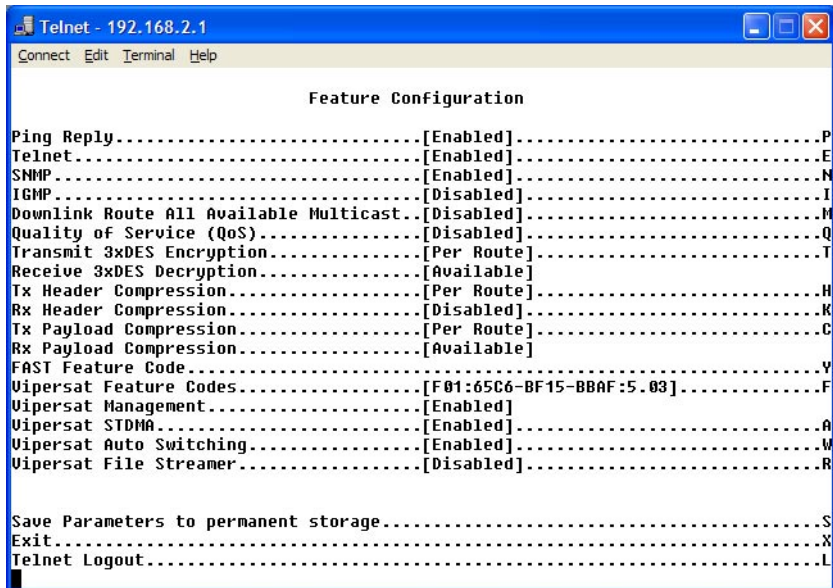 Telnet - 192.168.2.1
Connect Edit Terminal Help
Feature Configuration
Ping Reply.............................[Enabled].............................P
Telnet.................................[Enabled].............................E
SNMP...................................[Enabled].............................N
IGMP...................................[Disabled]............................I
Downlink Route All Available Multicast..[Disabled]............................M
Quality of Service (QoS)...............[Disabled]............................Q
Transmit 3xDES Encryption..............[Per Route]...........................T
Receive 3xDES Decryption...............[Available]
Tx Header Compression..................[Per Route]...........................H
Rx Header Compression..................[Disabled]............................K
Tx Payload Compression.................[Per Route]...........................C
Rx Payload Compression.................[Available]
FAST Feature Code............................................................Y
Vipersat Feature Codes.................[F01:65C6-BF15-BBAF:5.03].............F
Vipersat Management....................[Enabled]
Vipersat STDMA.........................[Enabled].............................A
Vipersat Auto Switching................[Enabled].............................W
Vipersat File Streamer.................[Disabled]............................R
Save Parameters to permanent storage.........................................S
Exit.........................................................................X
Telnet Logout................................................................L